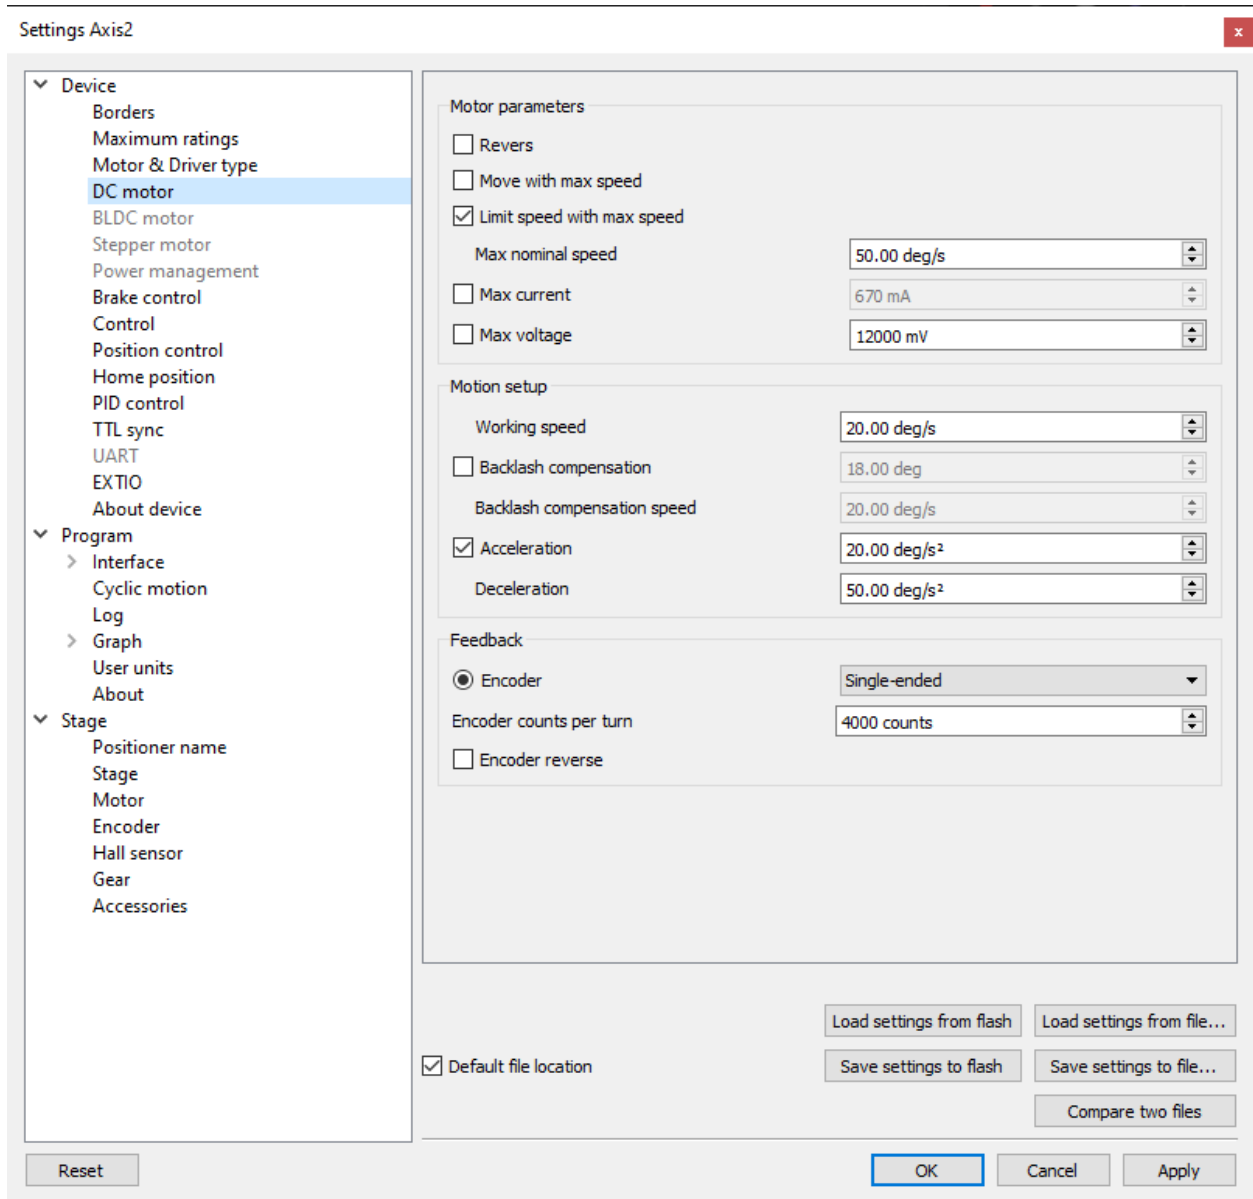 Settings Axis2
x
Device
Borders
Maximum ratings
Motor & Driver type
DC motor
BLDC motor
Stepper motor
Power management
Brake control
Control
Position control
Home position
PID control
TTL sync
UART
EXTIO
About device
Program
Interface
Cyclic motion
Log
Graph
User units
About
Stage
Positioner name
Stage
Motor
Encoder
Hall sensor
Gear
Accessories
Motor parameters
Revers
Move with max speed
Limit speed with max speed
Max nominal speed 50.00 deg/s
Max current 670 mA
Max voltage 12000 mV
Motion setup
Working speed 20.00 deg/s
Backlash compensation 18.00 deg
Backlash compensation speed 20.00 deg/s
Acceleration 20.00 deg/s²
Deceleration 50.00 deg/s²
Feedback
Encoder Single-ended
Encoder counts per turn 4000 counts
Encoder reverse
Load settings from flash Load settings from file...
Default file location Save settings to flash Save settings to file...
Compare two files
Reset OK Cancel Apply